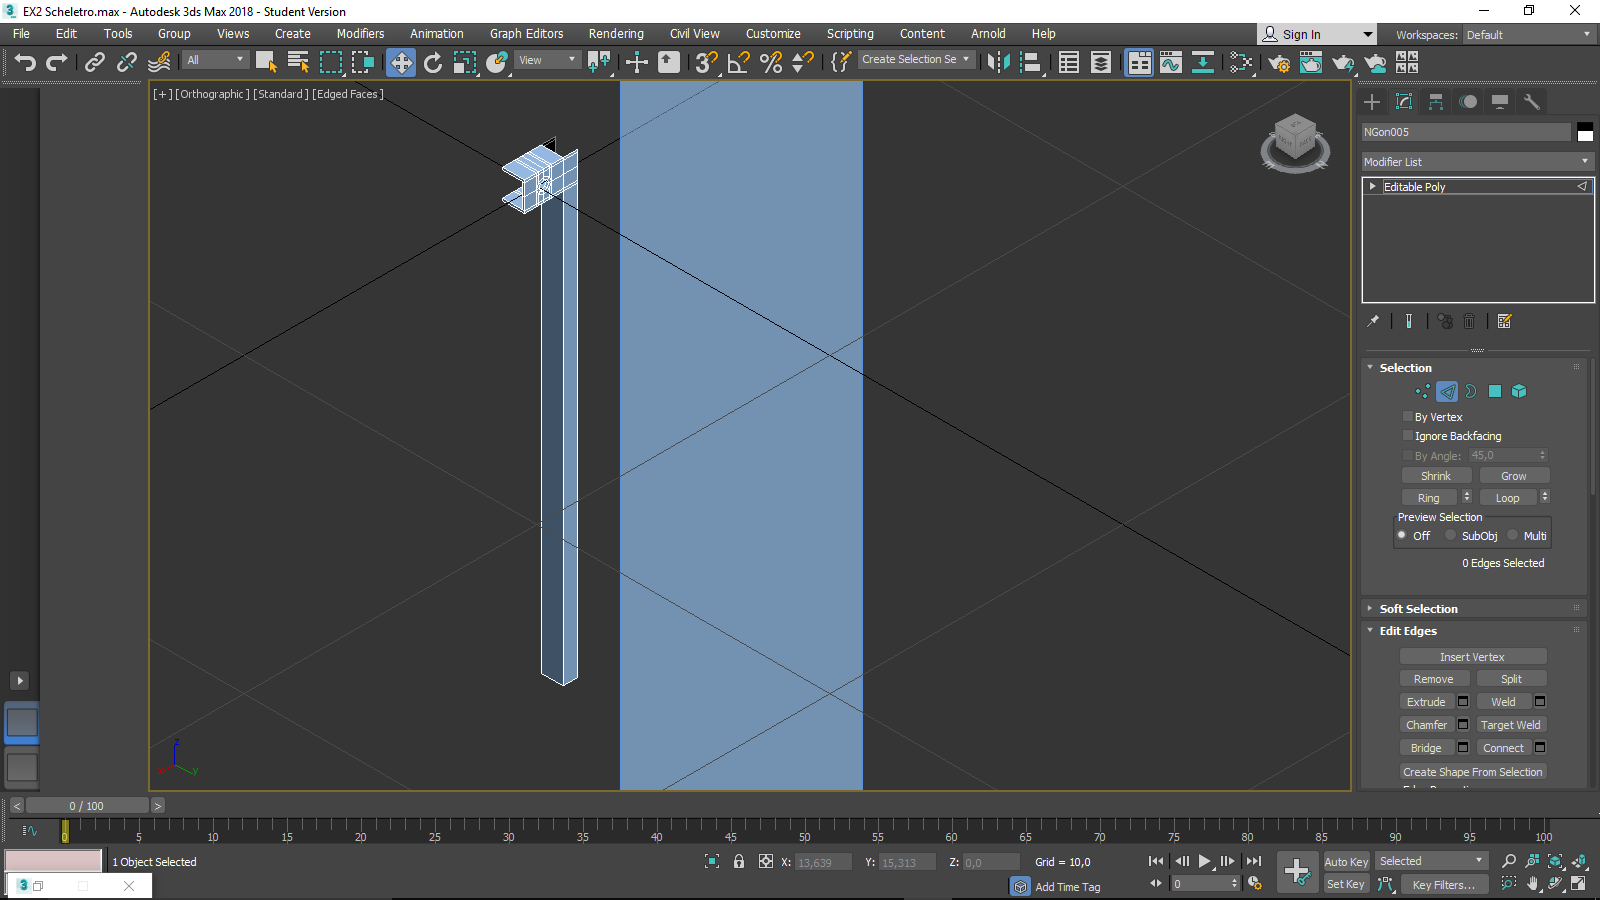 EX2 Scheletro.max - Autodesk 3ds Max 2018 - Student Version
File Edit Tools Group Views Create Modifiers Animation Graph Editors Rendering Civil View Customize Scripting Content Arnold Help Sign In Workspaces: Default
All View Create Selection Se
[+] [Orthographic] [Standard] [Edged Faces]
NGon005
Modifier List
Editable Poly
Selection
By Vertex
Ignore Backfacing
By Angle: 45,0
Shrink Grow
Ring Loop
Preview Selection
Off SubObj Multi
0 Edges Selected
Soft Selection
Edit Edges
Insert Vertex
Remove Split
Extrude Weld
Chamfer Target Weld
Bridge Connect
Create Shape From Selection
z
y
< 0 / 100 >
0 5 10 15 20 25 30 35 40 45 50 55 60 65 70 75 80 85 90 95 100
1 Object Selected X: 13,639 Y: 15,313 Z: 0,0 Grid = 10,0 Auto Key Selected
Add Time Tag 0 Set Key Key Filters...